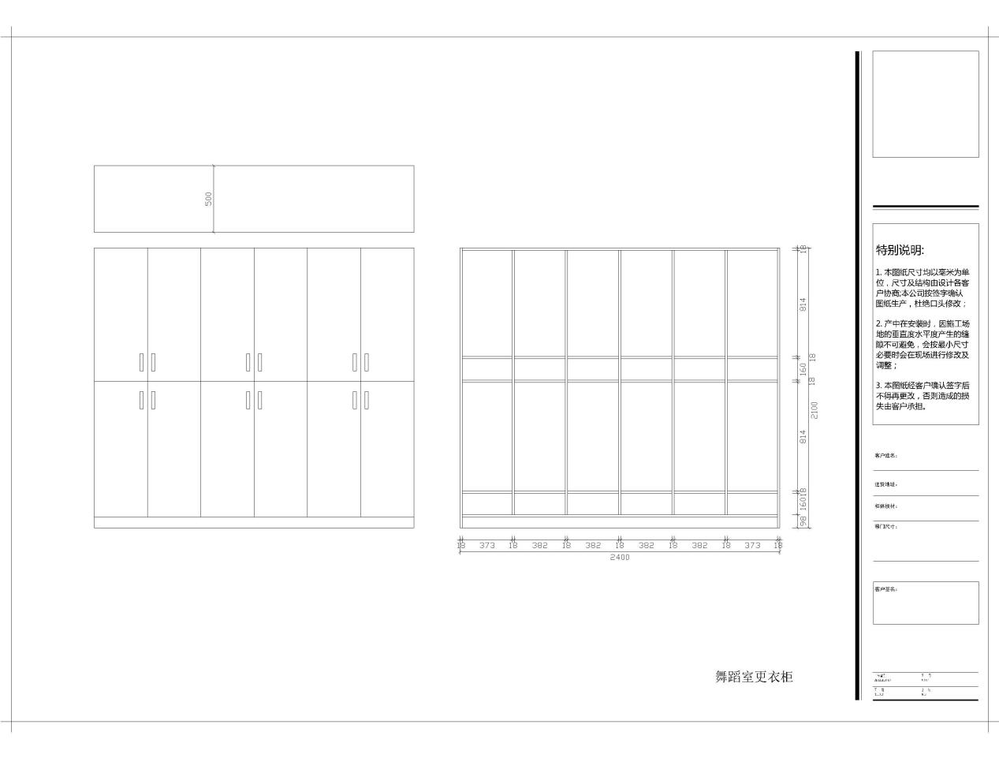 500
18
814
18
160
18
2100
814
18
160
98
18 373 18 382 18 382 18 382 18 382 18 373 18
2400
舞蹈室更衣柜
特别说明:
1. 本图纸尺寸均以毫米为单
位，尺寸及结构由设计各客
户协商;本公司按签字确认
图纸生产，杜绝口头修改；
2. 产中在安装时，因施工场
地的垂直度水平度产生的缝
隙不可避免，会按最小尺寸
必要时会在现场进行修改及
调整；
3. 本图纸经客户确认签字后
不得再更改，否则造成的损
失由客户承担。
客户姓名：
送货地址：
柜体板材：
移门尺寸：
客户签名：